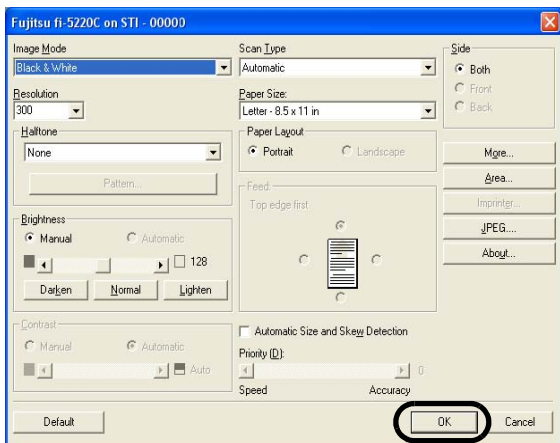 Fujitsu fi-5220C on STI - 00000
Image Mode
Black & White
Resolution
300
Halftone
None
Pattern...
Brightness
Manual
Automatic
128
Darken
Normal
Lighten
Contrast
Manual
Automatic
Auto
Scan Type
Automatic
Paper Size:
Letter - 8.5 x 11 in
Paper Layout
Portrait
Landscape
Feed:
Top edge first
Automatic Size and Skew Detection
Priority (D):
0
Speed
Accuracy
Side
Both
Front
Back
More...
Area...
Imprinter...
JPEG....
About...
Default
OK
Cancel